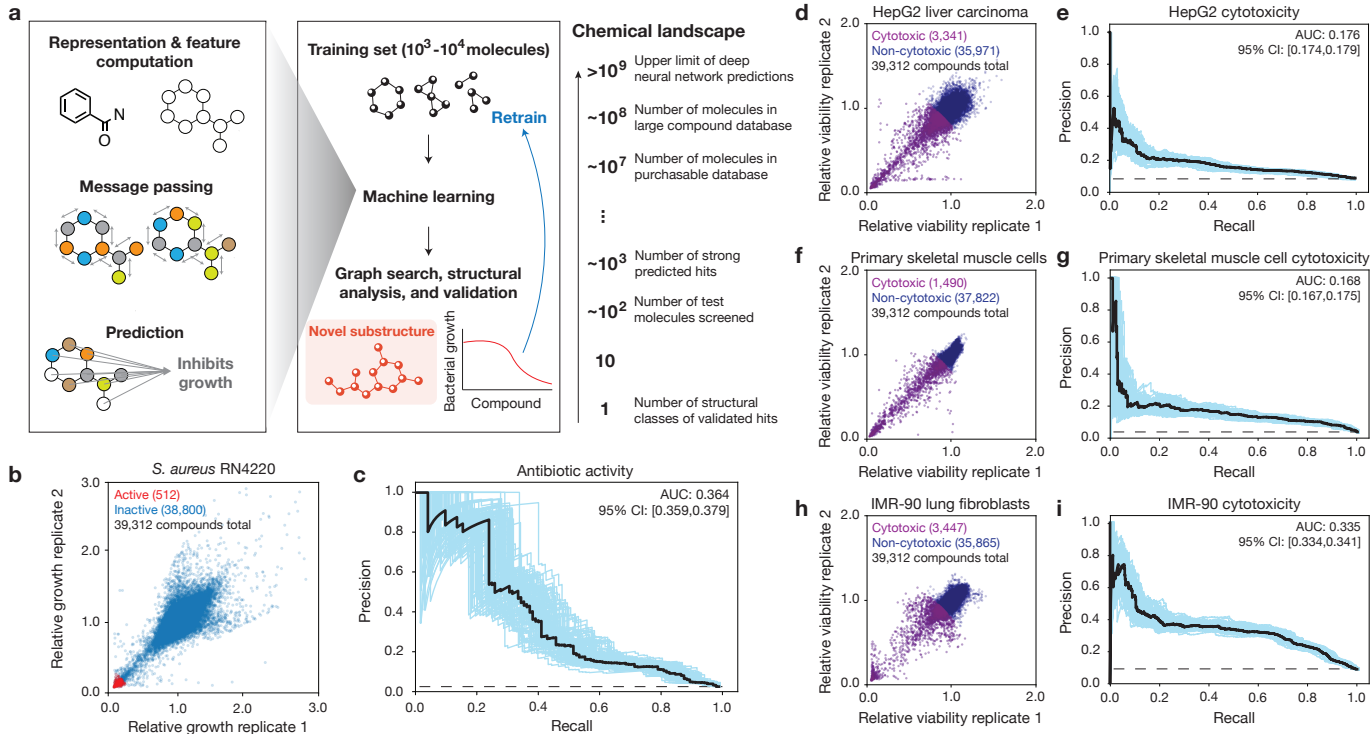 a
Representation & feature
computation
N
O
Message passing
Prediction
Inhibits
growth
Training set (10³-10⁴ molecules)
Retrain
Machine learning
Graph search, structural
analysis, and validation
Novel substructure
Bacterial growth
Compound
Chemical landscape
>10⁹ Upper limit of deep
neural network predictions
~10⁸ Number of molecules in
large compound database
~10⁷ Number of molecules in
purchasable database
⋮
~10³ Number of strong
predicted hits
~10² Number of test
molecules screened
10
1 Number of structural
classes of validated hits
b
S. aureus RN4220
Active (512)
Inactive (38,800)
39,312 compounds total
Relative growth replicate 2
3.0
2.0
1.0
0.0
0.0 1.0 2.0 3.0
Relative growth replicate 1
c
Antibiotic activity
AUC: 0.364
95% CI: [0.359,0.379]
Precision
1.0
0.8
0.6
0.4
0.2
0.0
0.0 0.2 0.4 0.6 0.8 1.0
Recall
d
HepG2 liver carcinoma
Cytotoxic (3,341)
Non-cytotoxic (35,971)
39,312 compounds total
Relative viability replicate 2
2.0
1.0
0.0
0.0 1.0 2.0
Relative viability replicate 1
e
HepG2 cytotoxicity
AUC: 0.176
95% CI: [0.174,0.179]
Precision
1.0
0.8
0.6
0.4
0.2
0.0
0.0 0.2 0.4 0.6 0.8 1.0
Recall
f
Primary skeletal muscle cells
Cytotoxic (1,490)
Non-cytotoxic (37,822)
39,312 compounds total
Relative viability replicate 2
2.0
1.0
0.0
0.0 1.0 2.0
Relative viability replicate 1
g
Primary skeletal muscle cell cytotoxicity
AUC: 0.168
95% CI: [0.167,0.175]
Precision
1.0
0.8
0.6
0.4
0.2
0.0
0.0 0.2 0.4 0.6 0.8 1.0
Recall
h
IMR-90 lung fibroblasts
Cytotoxic (3,447)
Non-cytotoxic (35,865)
39,312 compounds total
Relative viability replicate 2
2.0
1.0
0.0
0.0 1.0 2.0
Relative viability replicate 1
i
IMR-90 cytotoxicity
AUC: 0.335
95% CI: [0.334,0.341]
Precision
1.0
0.8
0.6
0.4
0.2
0.0
0.0 0.2 0.4 0.6 0.8 1.0
Recall